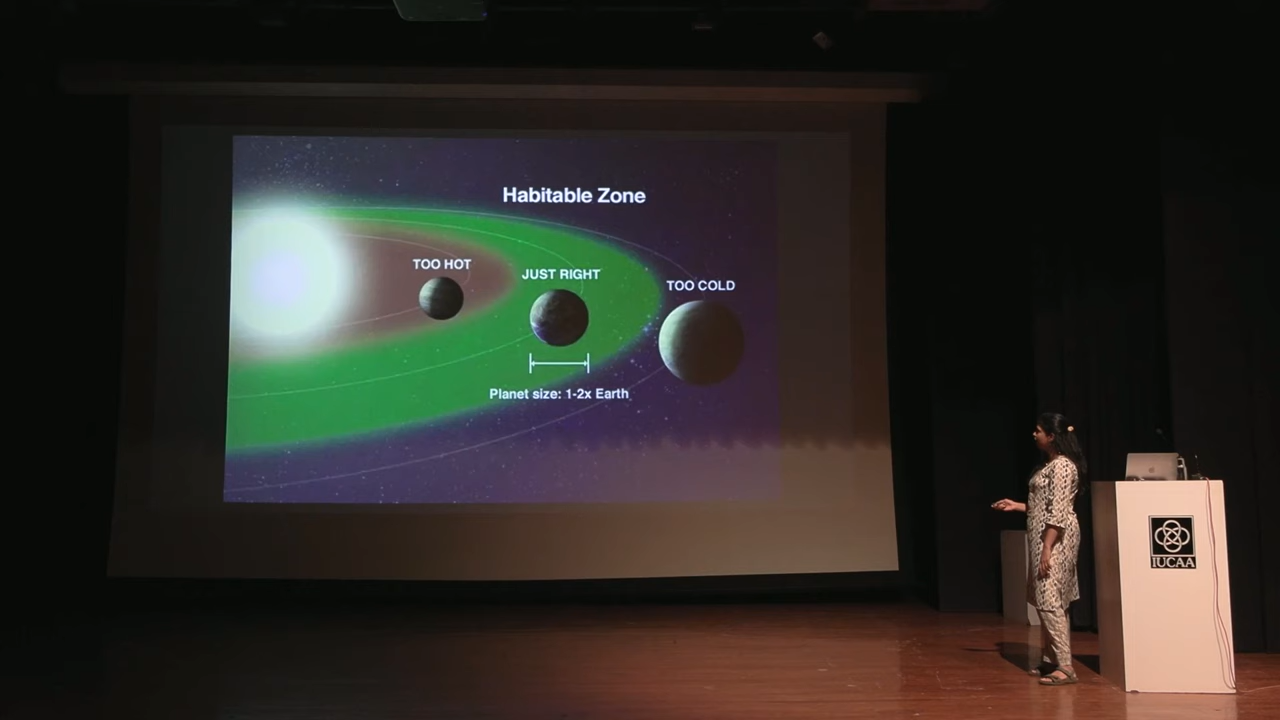 Habitable Zone
TOO HOT
JUST RIGHT
TOO COLD
Planet size: 1-2x Earth
IUCAA